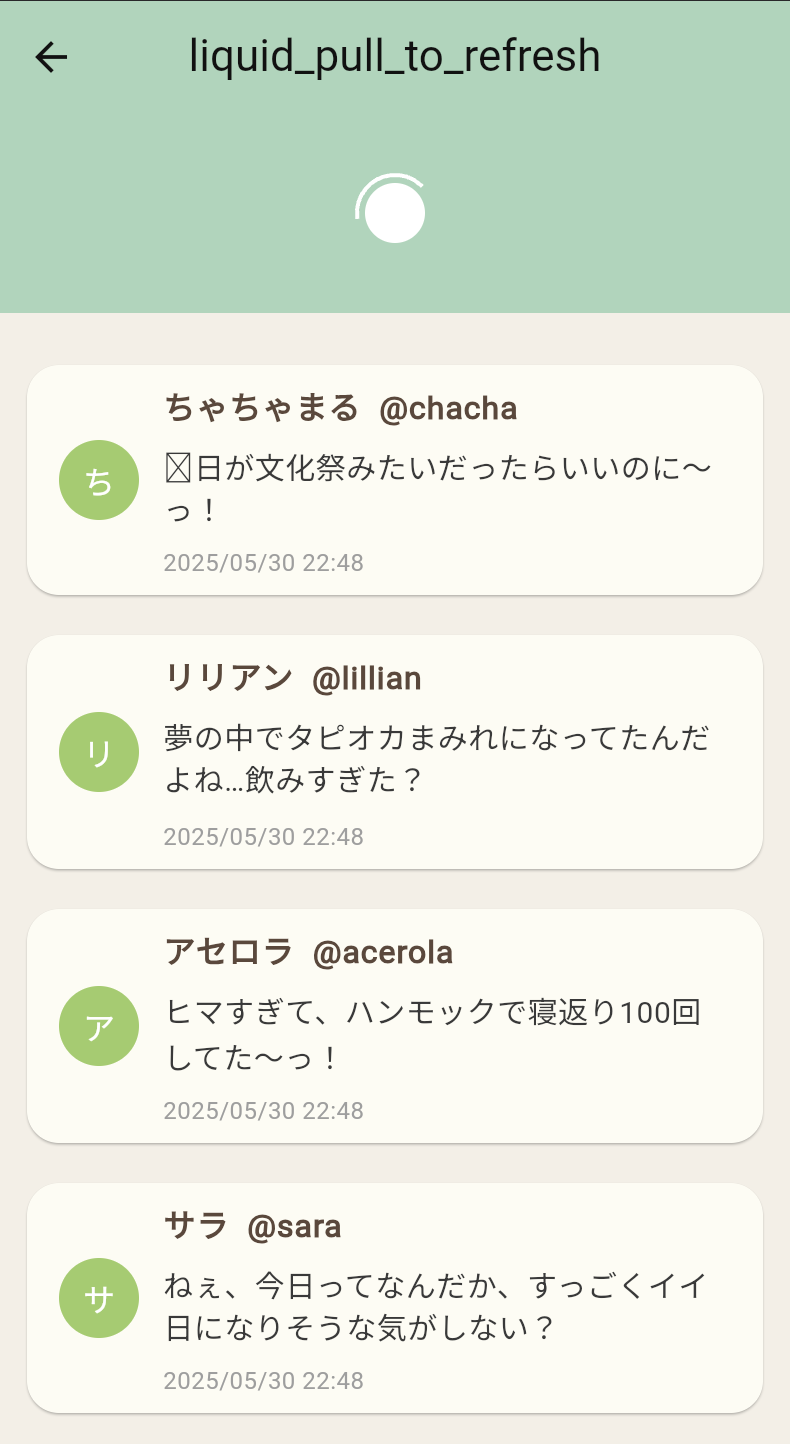 liquid_pull_to_refresh
ちゃちゃまる @chacha
ち
日が文化祭みたいだったらいいのに〜
っ！
2025/05/30 22:48
リリアン @lillian
リ
夢の中でタピオカまみれになってたんだ
よね…飲みすぎた？
2025/05/30 22:48
アセロラ @acerola
ア
ヒマすぎて、ハンモックで寝返り100回
してた〜っ！
2025/05/30 22:48
サラ @sara
サ
ねぇ、今日ってなんだか、すっごくイイ
日になりそうな気がしない？
2025/05/30 22:48